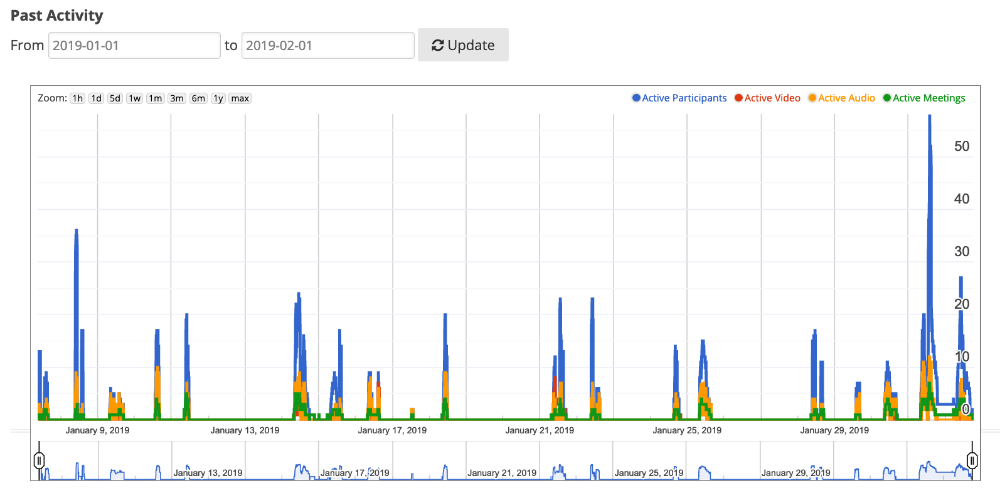 Past Activity
From 2019-01-01 to 2019-02-01 Update
Zoom: 1h 1d 5d 1w 1m 3m 6m 1y max Active Participants Active Video Active Audio Active Meetings
50
40
30
20
10
0
January 9, 2019 January 13, 2019 January 17, 2019 January 21, 2019 January 25, 2019 January 29, 2019
January 13, 2019 January 17, 2019 January 21, 2019 January 25, 2019 January 29, 2019